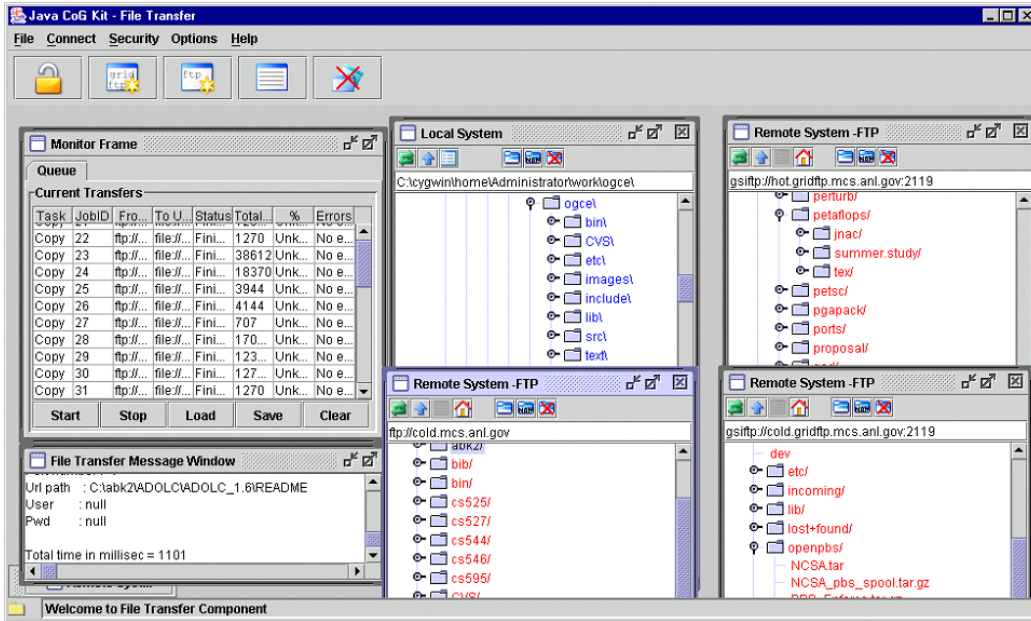 Java CoG Kit - File Transfer
File Connect Security Options Help
grid ftp
ftp
Monitor Frame
Queue
Current Transfers
Task JobID Fro... To U... Status Total... % Errors
Copy 22 ftp://... file://... Fini... 1270 Unk... No e...
Copy 23 ftp://... file://... Fini... 38612 Unk... No e...
Copy 24 ftp://... file://... Fini... 18370 Unk... No e...
Copy 25 ftp://... file://... Fini... 3944 Unk... No e...
Copy 26 ftp://... file://... Fini... 4144 Unk... No e...
Copy 27 ftp://... file://... Fini... 707 Unk... No e...
Copy 28 ftp://... file://... Fini... 170... Unk... No e...
Copy 29 ftp://... file://... Fini... 123... Unk... No e...
Copy 30 ftp://... file://... Fini... 127... Unk... No e...
Copy 31 ftp://... file://... Fini... 1270 Unk... No e...
Start Stop Load Save Clear
File Transfer Message Window
Url path : C:\abk2\ADOLC\ADOLC_1.6\README
User : null
Pwd : null
Total time in millisec = 1101
Local System
C:\cygwin\home\Administrator\work\ogce\
ogce\
bin\
CVS\
etc\
images\
include\
lib\
src\
text\
Remote System -FTP
ftp://cold.mcs.anl.gov
abk2/
bib/
bin/
cs525/
cs527/
cs544/
cs546/
cs595/
CVS/
Remote System -FTP
gsiftp://hot.gridftp.mcs.anl.gov:2119
perturb/
petaflops/
jnac/
summer.study/
tex/
petsc/
pgapack/
ports/
proposal/
Remote System -FTP
gsiftp://cold.gridftp.mcs.anl.gov:2119
dev
etc/
incoming/
lib/
lost+found/
openpbs/
NCSA.tar
NCSA_pbs_spool.tar.gz
Welcome to File Transfer Component